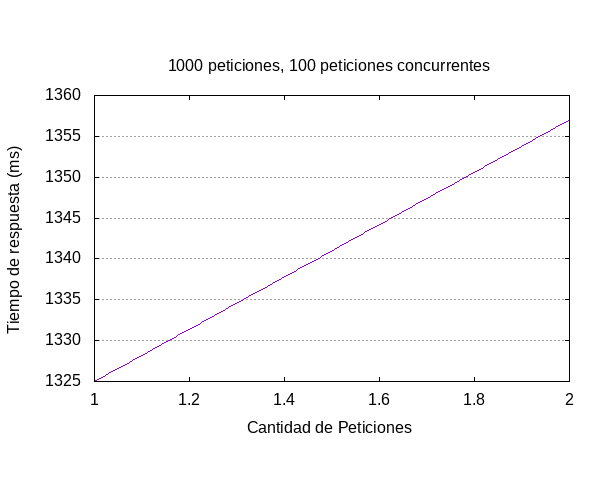 1000 peticiones, 100 peticiones concurrentes
1360
1355
1350
1345
1340
1335
1330
1325
Tiempo de respuesta (ms)
1 1.2 1.4 1.6 1.8 2
Cantidad de Peticiones